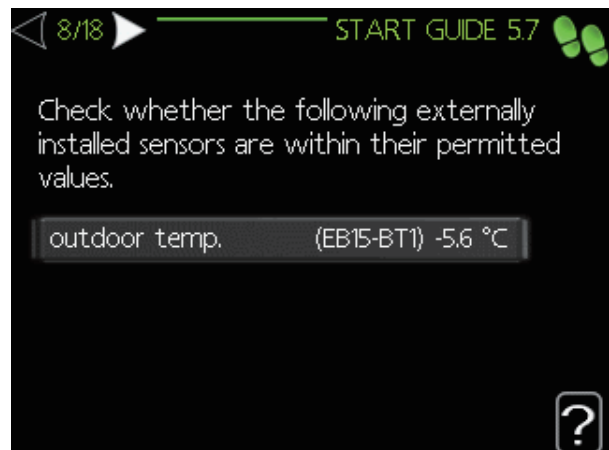 8/18 START GUIDE 5.7
Check whether the following externally
installed sensors are within their permitted
values.
outdoor temp. (EB15-BT1) -5.6 °C
?